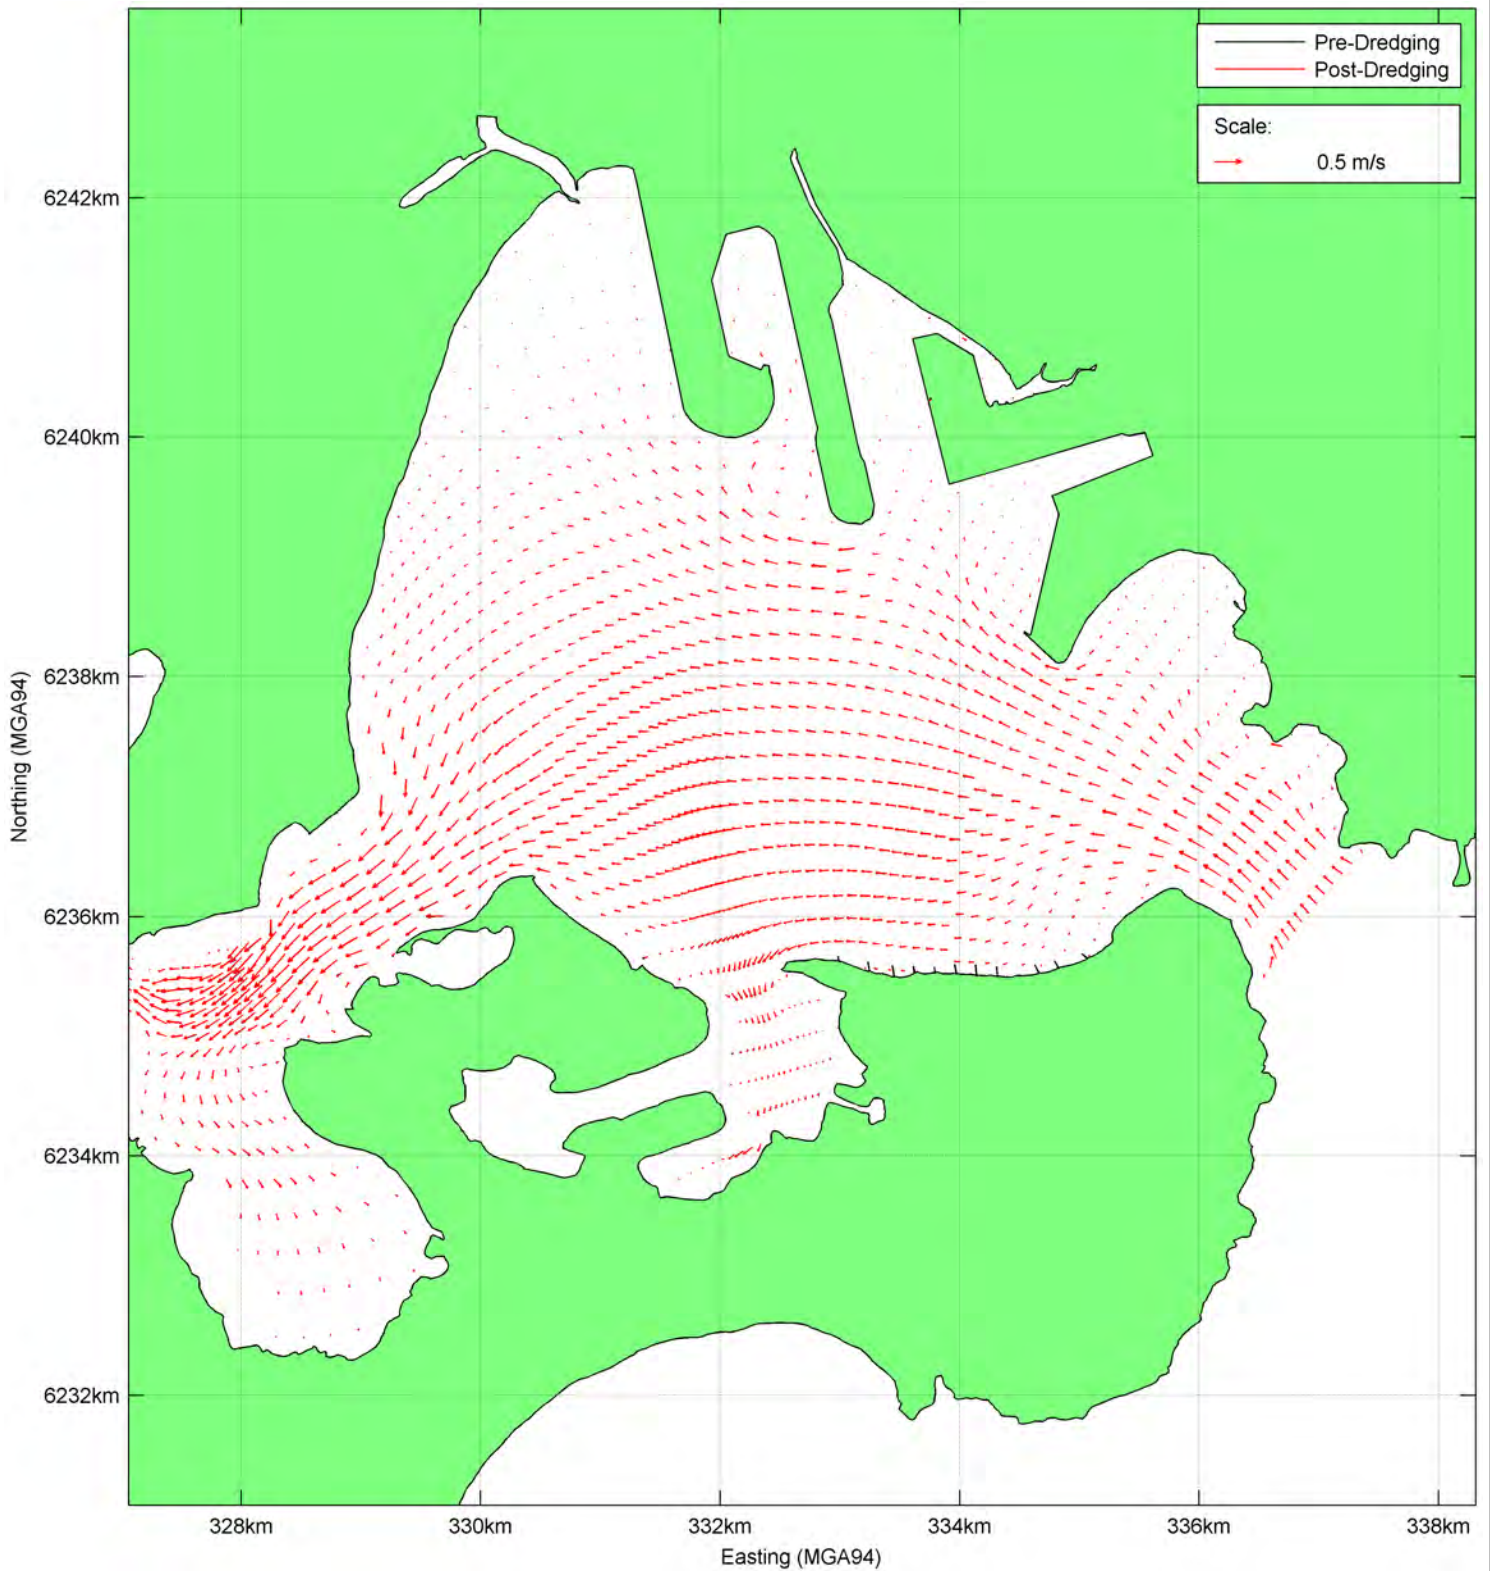 Pre-Dredging
Post-Dredging
Scale:
0.5 m/s
6242km
6240km
6238km
6236km
6234km
6232km
Northing (MGA94)
328km 330km 332km 334km 336km 338km
Easting (MGA94)